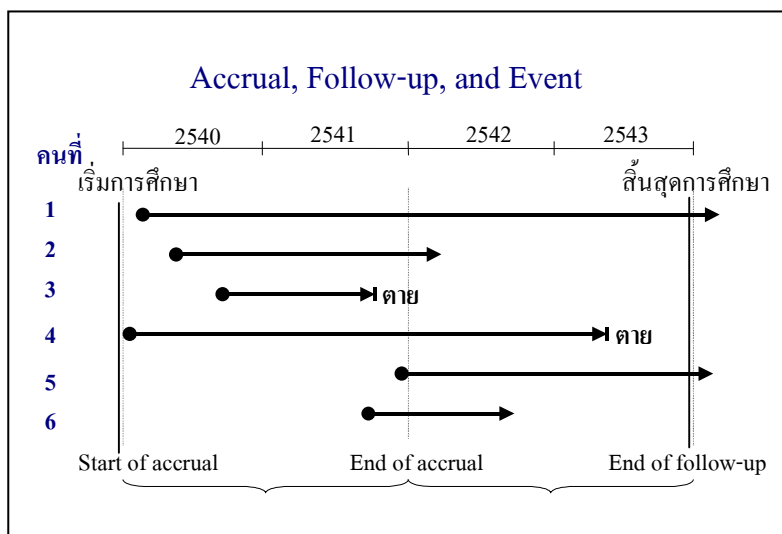 Accrual, Follow-up, and Event
2540 2541 2542 2543
คนที่
เริ่มการศึกษา สิ้นสุดการศึกษา
1
2
3 ตาย
4 ตาย
5
6
Start of accrual End of accrual End of follow-up